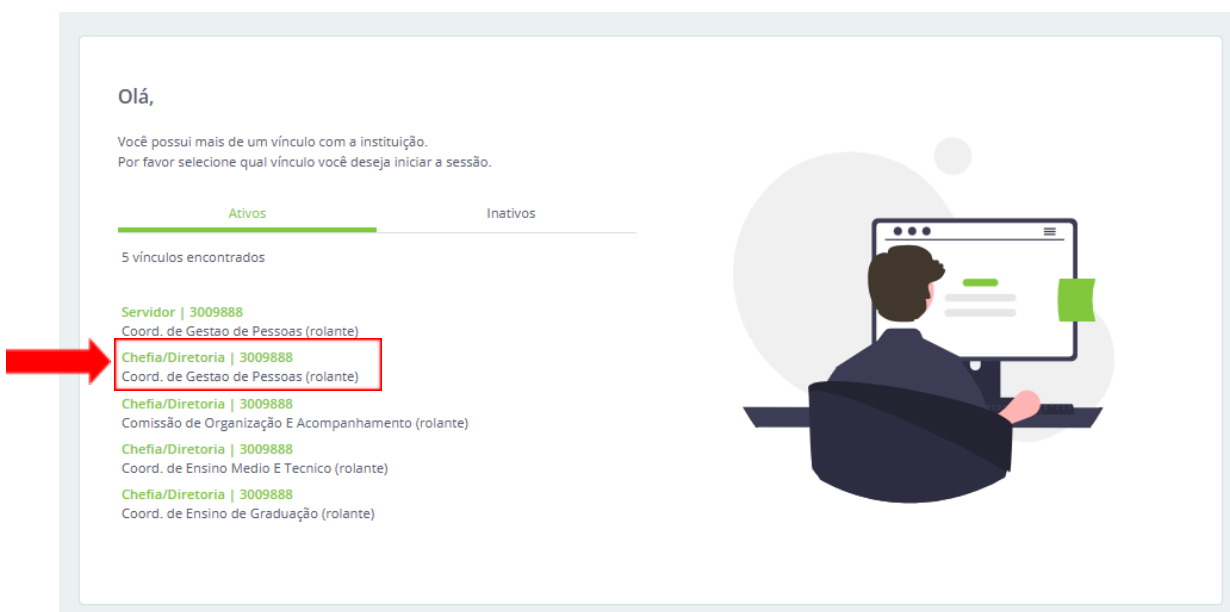 Olá,
Você possui mais de um vínculo com a instituição.
Por favor selecione qual vínculo você deseja iniciar a sessão.
Ativos
Inativos
5 vínculos encontrados
Servidor | 3009888
Coord. de Gestao de Pessoas (rolante)
Chefia/Diretoria | 3009888
Coord. de Gestao de Pessoas (rolante)
Chefia/Diretoria | 3009888
Comissão de Organização E Acompanhamento (rolante)
Chefia/Diretoria | 3009888
Coord. de Ensino Medio E Tecnico (rolante)
Chefia/Diretoria | 3009888
Coord. de Ensino de Graduação (rolante)